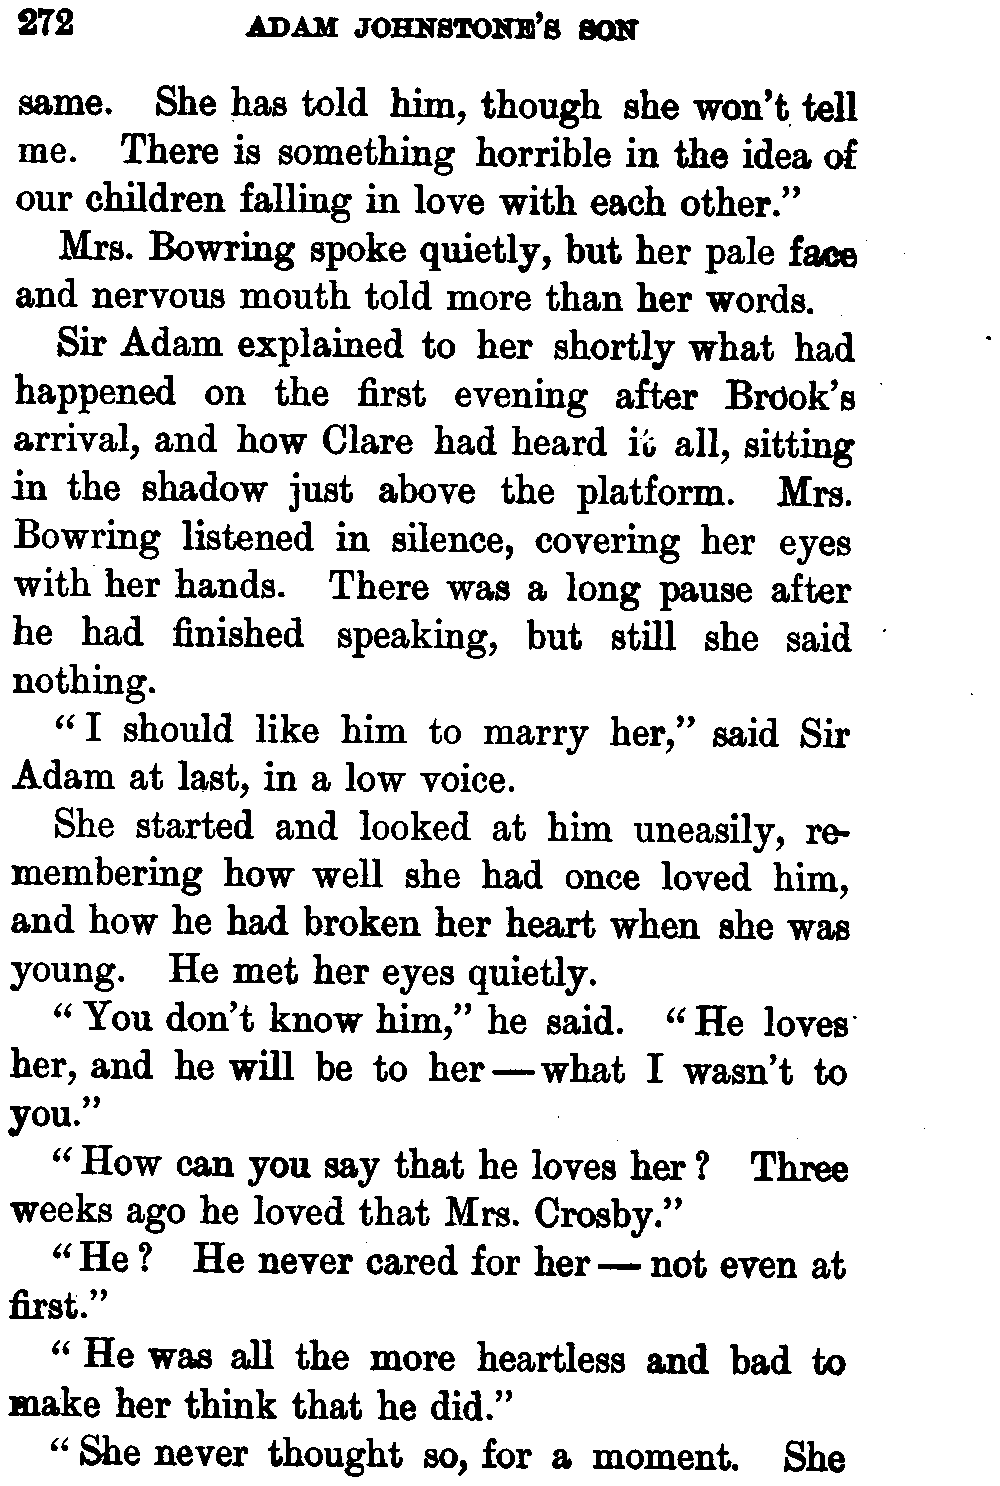 272 ADAM JOHNSTONE'S SON
same. She has told him, though she won't tell
me. There is something horrible in the idea of
our children falling in love with each other."
Mrs. Bowring spoke quietly, but her pale face
and nervous mouth told more than her words.
Sir Adam explained to her shortly what had
happened on the first evening after Brook's
arrival, and how Clare had heard it all, sitting
in the shadow just above the platform. Mrs.
Bowring listened in silence, covering her eyes
with her hands. There was a long pause after
he had finished speaking, but still she said
nothing.
"I should like him to marry her," said Sir
Adam at last, in a low voice.
She started and looked at him uneasily, re-
membering how well she had once loved him,
and how he had broken her heart when she was
young. He met her eyes quietly.
"You don't know him," he said. "He loves
her, and he will be to her — what I wasn't to
you."
"How can you say that he loves her? Three
weeks ago he loved that Mrs. Crosby."
"He? He never cared for her — not even at
first."
"He was all the more heartless and bad to
make her think that he did."
"She never thought so, for a moment. She